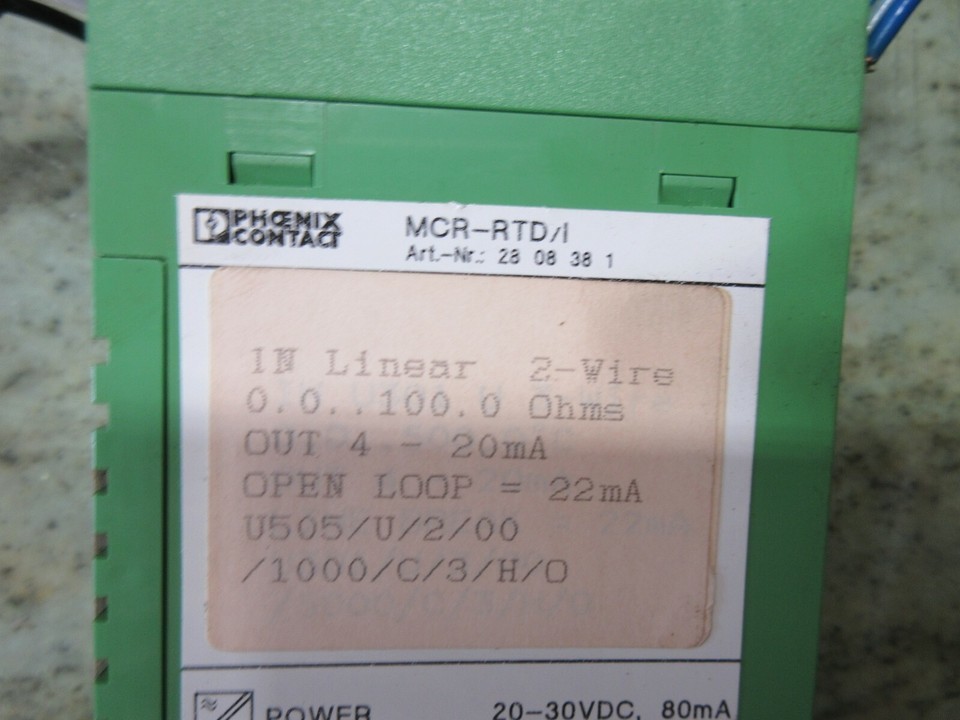 PHOENIX
CONTACT
MCR-RTD/I
Art.-Nr.: 28 08 38 1
IN Linear 2-Wire
0.0..100.0 Ohms
OUT 4 - 20mA
OPEN LOOP = 22mA
U505/U/2/00
/1000/C/3/H/O
POWER 20-30VDC, 80mA